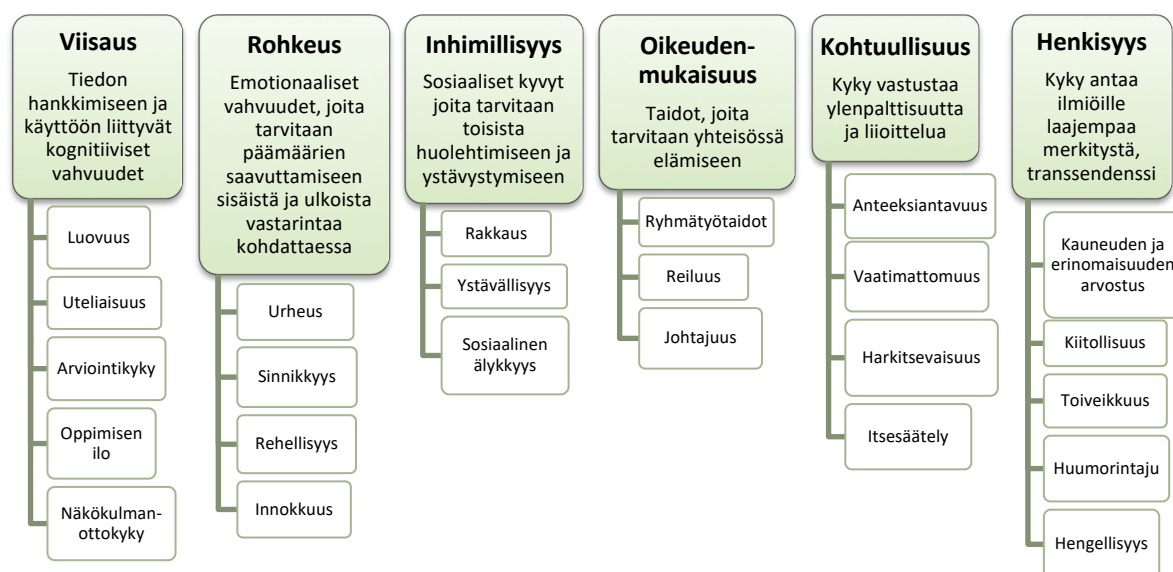 Viisaus
Tiedon
hankkimiseen ja
käyttöön liittyvät
kognitiiviset
vahvuudet
Luovuus
Uteliaisuus
Arviointikyky
Oppimisen
ilo
Näkökulman-
ottokyky
Rohkeus
Emotionaaliset
vahvuudet, joita
tarvitaan
päämäärien
saavuttamiseen
sisäistä ja ulkoista
vastarintaa
kohdattaessa
Urheus
Sinnikkyys
Rehellisyys
Innokkuus
Inhimillisyys
Sosiaaliset kyvyt
joita tarvitaan
toisista
huolehtimiseen ja
ystävystymiseen
Rakkaus
Ystävällisyys
Sosiaalinen
älykkyys
Oikeuden-
mukaisuus
Taidot, joita
tarvitaan yhteisössä
elämiseen
Ryhmätyötaidot
Reiluus
Johtajuus
Kohtuullisuus
Kyky vastustaa
ylenpalttisuutta
ja liioittelua
Anteeksiantavuus
Vaatimattomuus
Harkitsevaisuus
Itsesäätely
Henkisyys
Kyky antaa
ilmiöille
laajempaa
merkitystä,
transsendenssi
Kauneuden ja
erinomaisuuden
arvostus
Kiitollisuus
Toiveikkuus
Huumorintaju
Hengellisyys